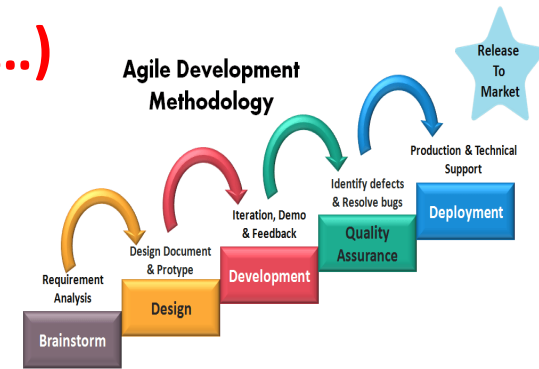 ...)
Agile Development
Methodology
Release
To
Market
Requirement
Analysis
Brainstorm
Design Document
& Protype
Design
Iteration, Demo
& Feedback
Development
Identify defects
& Resolve bugs
Quality
Assurance
Production & Technical
Support
Deployment